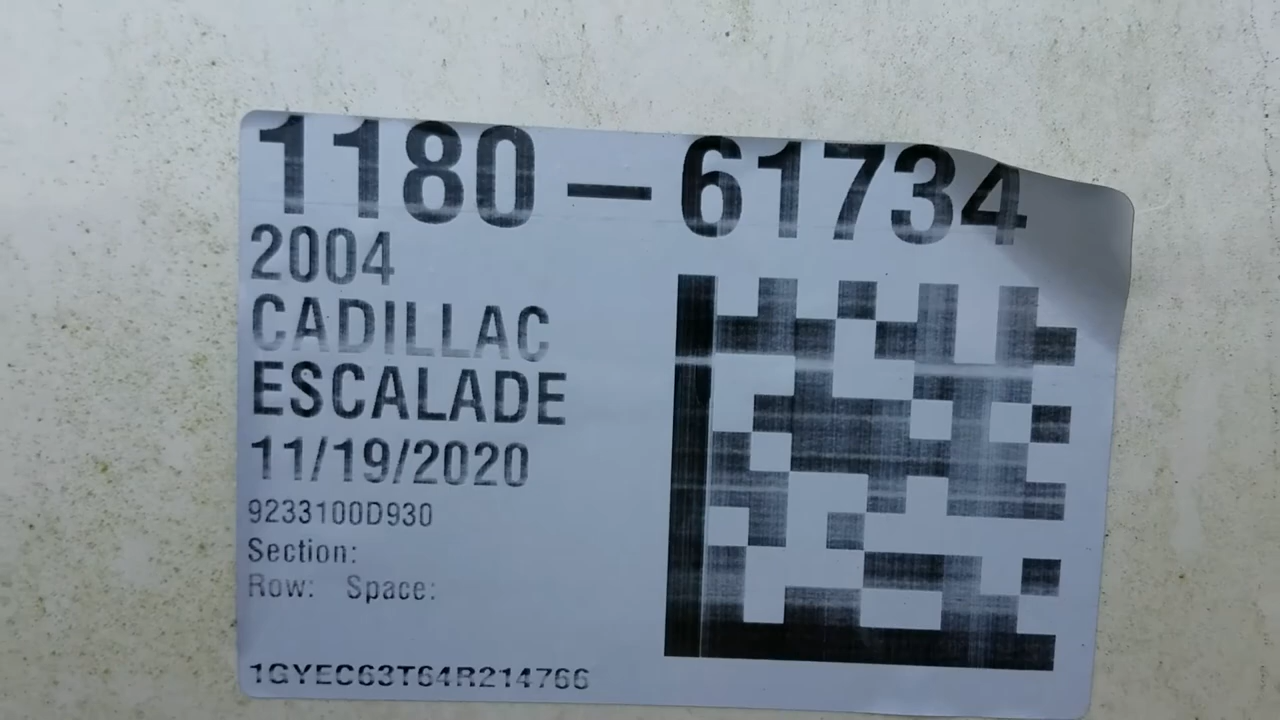 1180-61734
2004
CADILLAC
ESCALADE
11/19/2020
9233100D930
Section:
Row: Space:
1GYEC63T64R214766